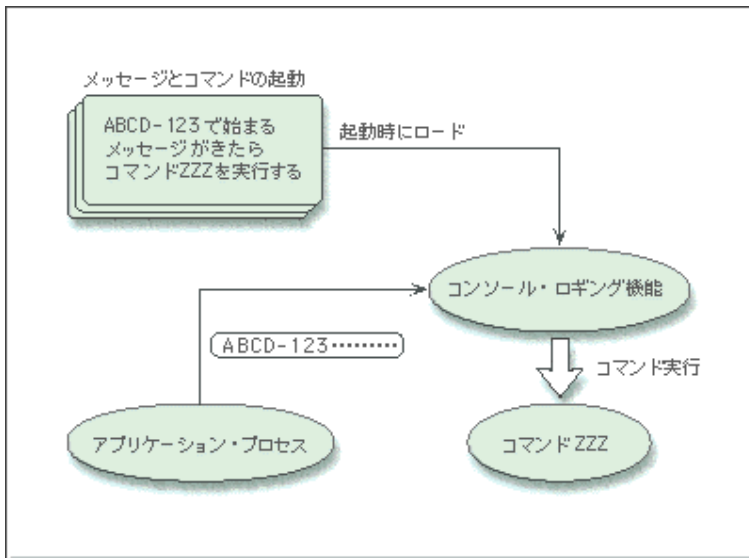 メッセージとコマンドの起動
ABCD-123で始まる
メッセージがきたら
コマンドZZZを実行する
起動時にロード
コンソール・ロギング機能
ABCD-123………
コマンド実行
アプリケーション・プロセス
コマンドZZZ